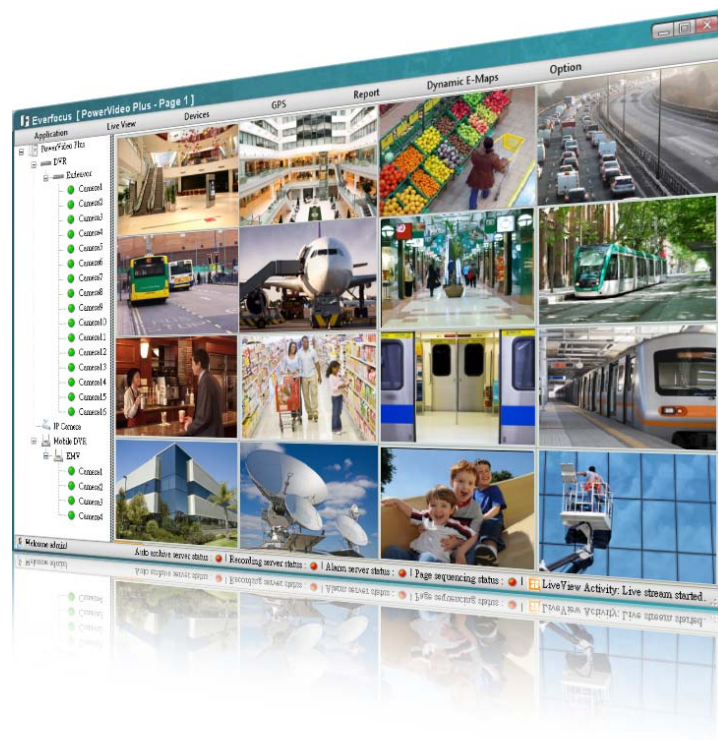 Everfocus [ PowerVideo Plus - Page 1 ]
Application Live View Devices GPS Report Dynamic E-Maps Option
PowerVideo Plus
DVR
Endeavor
Camera1
Camera2
Camera3
Camera4
Camera5
Camera6
Camera7
Camera8
Camera9
Camera10
Camera11
Camera12
Camera13
Camera14
Camera15
Camera16
IP Camera
Mobile DVR
EMV
Camera1
Camera2
Camera3
Camera4
Welcome admin!
Auto archive server status : | Recording server status : | Alarm server status : | Page sequencing status : | LiveView Activity: Live stream started.